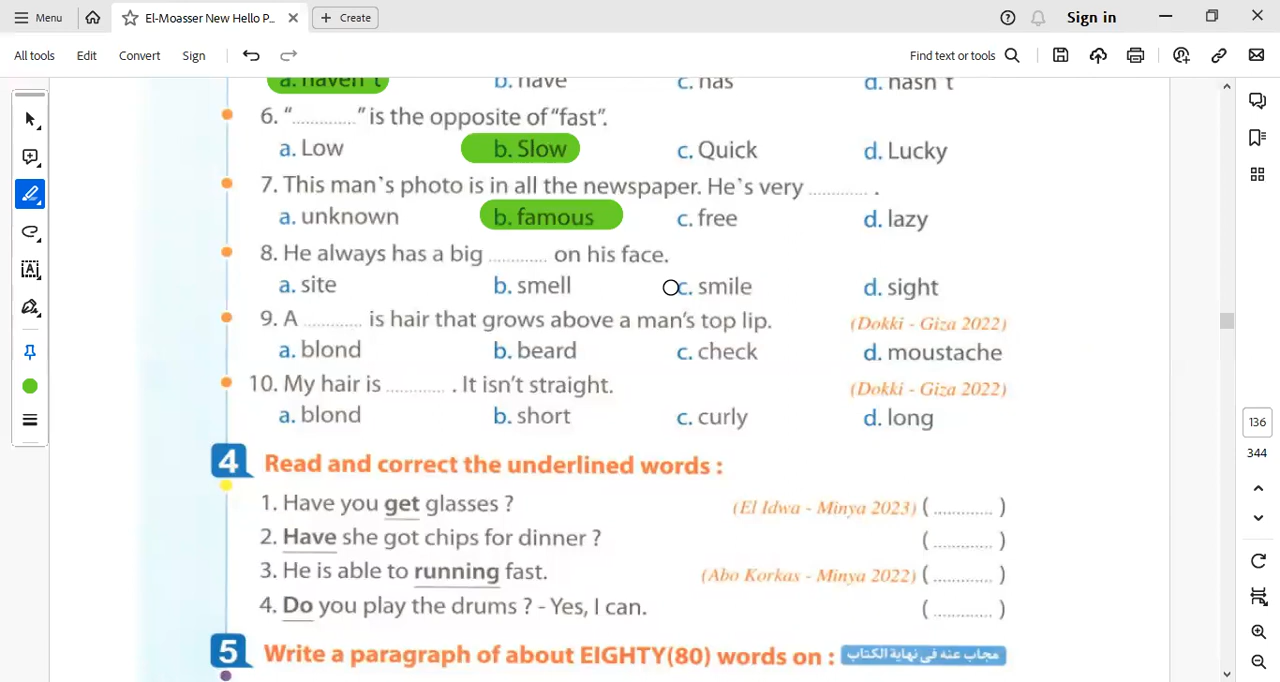 Menu
El-Moasser New Hello P...
Create
Sign in
All tools
Edit
Convert
Sign
Find text or tools
a. haven't b. have c. has d. hasn't
6. “............” is the opposite of “fast”.
a. Low b. Slow c. Quick d. Lucky
7. This man's photo is in all the newspaper. He's very ............ .
a. unknown b. famous c. free d. lazy
8. He always has a big ............ on his face.
a. site b. smell c. smile d. sight
9. A ............ is hair that grows above a man's top lip. (Dokki - Giza 2022)
a. blond b. beard c. check d. moustache
10. My hair is ............ . It isn't straight. (Dokki - Giza 2022)
a. blond b. short c. curly d. long
4 Read and correct the underlined words :
1. Have you get glasses ? (El Idwa - Minya 2023) (............)
2. Have she got chips for dinner ? (............)
3. He is able to running fast. (Abo Korkas - Minya 2022) (............)
4. Do you play the drums ? - Yes, I can. (............)
5 Write a paragraph of about EIGHTY(80) words on : مجاب عنه فى نهاية الكتاب
136
344